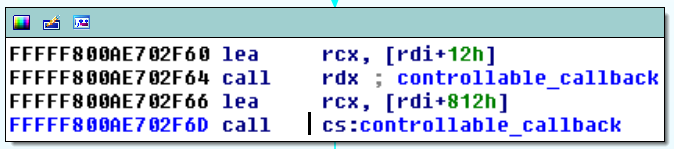 FFFFF800AE702F60 lea rcx, [rdi+12h]
FFFFF800AE702F64 call rdx ; controllable_callback
FFFFF800AE702F66 lea rcx, [rdi+812h]
FFFFF800AE702F6D call cs:controllable_callback